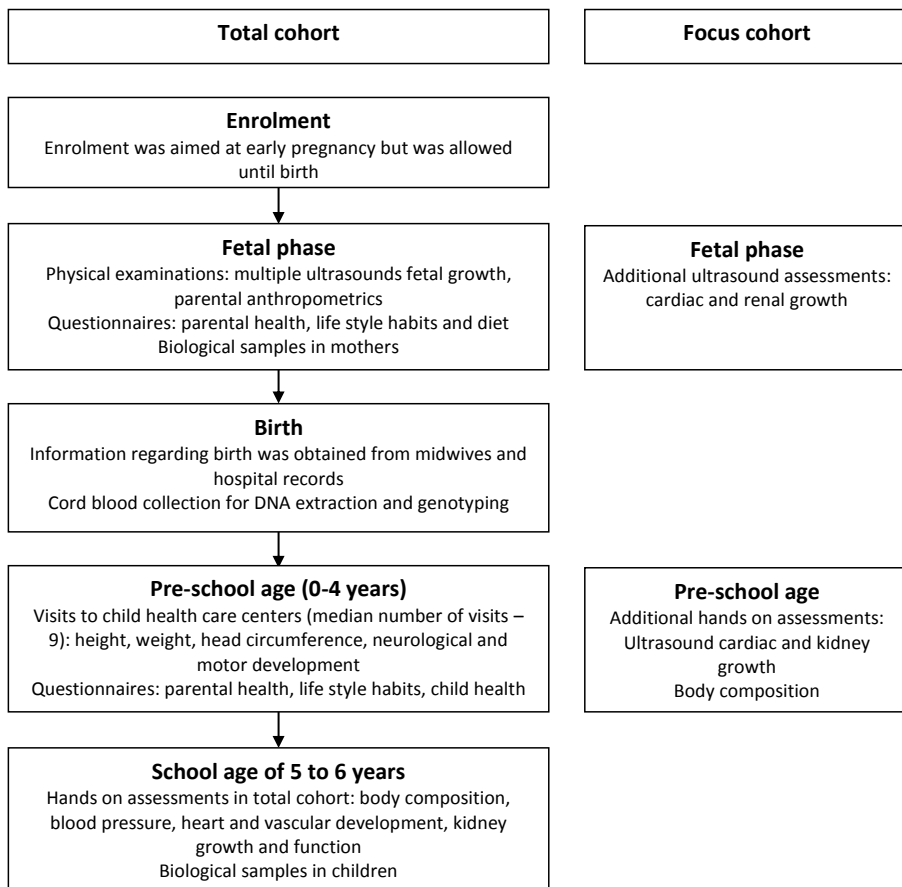 Total cohort
Focus cohort
Enrolment
Enrolment was aimed at early pregnancy but was allowed
until birth
Fetal phase
Physical examinations: multiple ultrasounds fetal growth,
parental anthropometrics
Questionnaires: parental health, life style habits and diet
Biological samples in mothers
Fetal phase
Additional ultrasound assessments:
cardiac and renal growth
Birth
Information regarding birth was obtained from midwives and
hospital records
Cord blood collection for DNA extraction and genotyping
Pre-school age (0-4 years)
Visits to child health care centers (median number of visits –
9): height, weight, head circumference, neurological and
motor development
Questionnaires: parental health, life style habits, child health
Pre-school age
Additional hands on assessments:
Ultrasound cardiac and kidney
growth
Body composition
School age of 5 to 6 years
Hands on assessments in total cohort: body composition,
blood pressure, heart and vascular development, kidney
growth and function
Biological samples in children